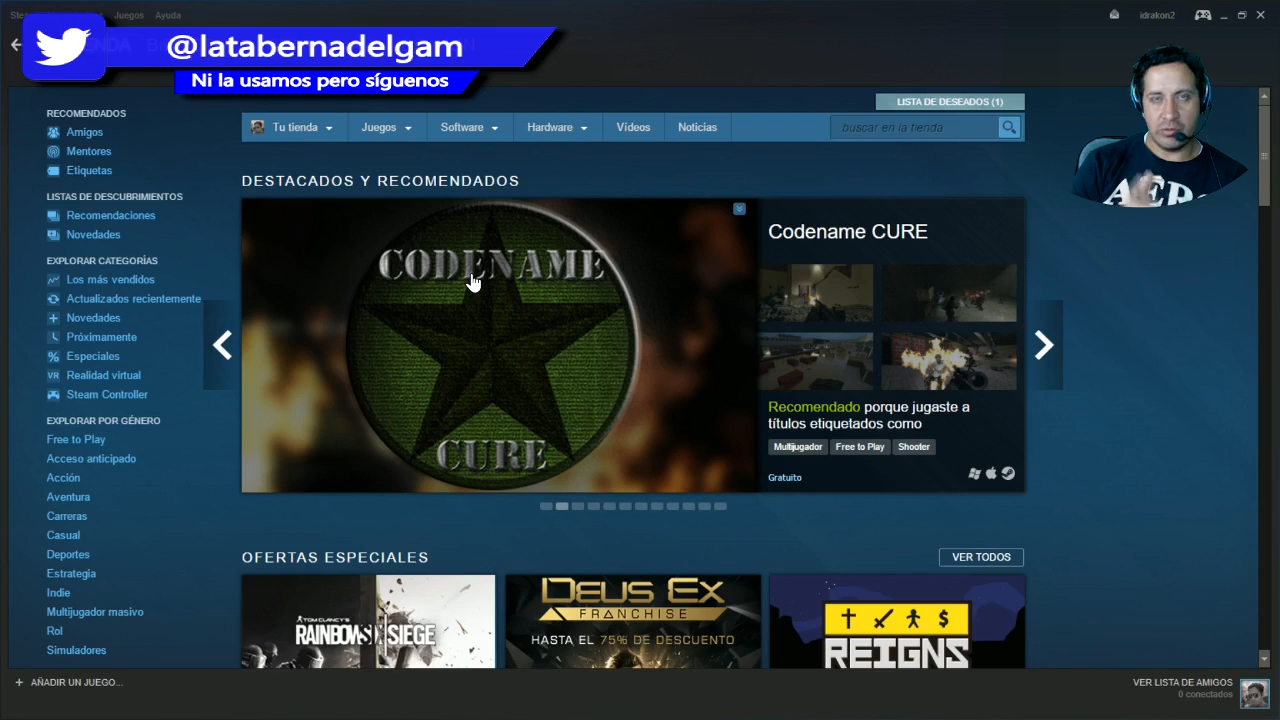 Juegos
Ayuda
idrakon2
@latabernadelgam
Ni la usamos pero síguenos
LISTA DE DESEADOS (1)
Tu tienda
Juegos
Software
Hardware
Vídeos
Noticias
buscar en la tienda
RECOMENDADOS
Amigos
Mentores
Etiquetas
LISTAS DE DESCUBRIMIENTOS
Recomendaciones
Novedades
EXPLORAR CATEGORÍAS
Los más vendidos
Actualizados recientemente
Novedades
Próximamente
Especiales
VR Realidad virtual
Steam Controller
EXPLORAR POR GÉNERO
Free to Play
Acceso anticipado
Acción
Aventura
Carreras
Casual
Deportes
Estrategia
Indie
Multijugador masivo
Rol
Simuladores
DESTACADOS Y RECOMENDADOS
CODENAME
CURE
Codename CURE
Recomendado porque jugaste a
títulos etiquetados como
Multijugador
Free to Play
Shooter
Gratuito
OFERTAS ESPECIALES
VER TODOS
TOM CLANCY'S
RAINBOW SIEGE
DEUS EX
FRANCHISE
HASTA EL 75% DE DESCUENTO
REIGNS
+ AÑADIR UN JUEGO...
VER LISTA DE AMIGOS
0 conectados